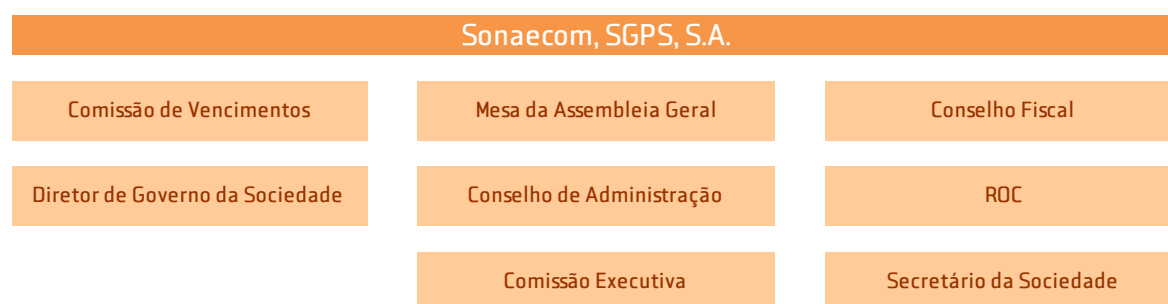 Sonaecom, SGPS, S.A.
Comissão de Vencimentos
Mesa da Assembleia Geral
Conselho Fiscal
Diretor de Governo da Sociedade
Conselho de Administração
ROC
Comissão Executiva
Secretário da Sociedade